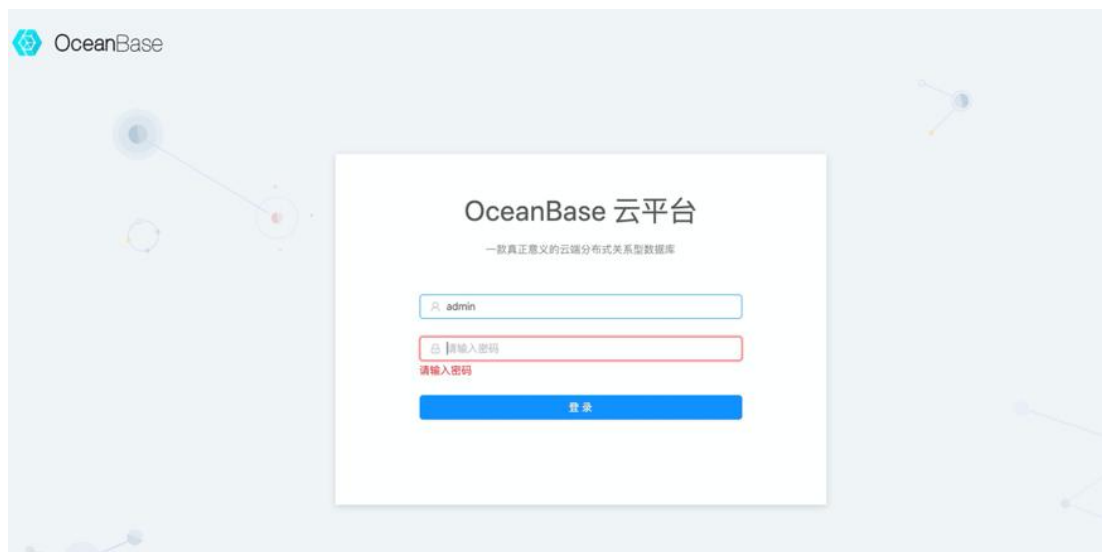 OceanBase
OceanBase 云平台
一款真正意义的云端分布式关系型数据库
admin
请输入密码
请输入密码
登录